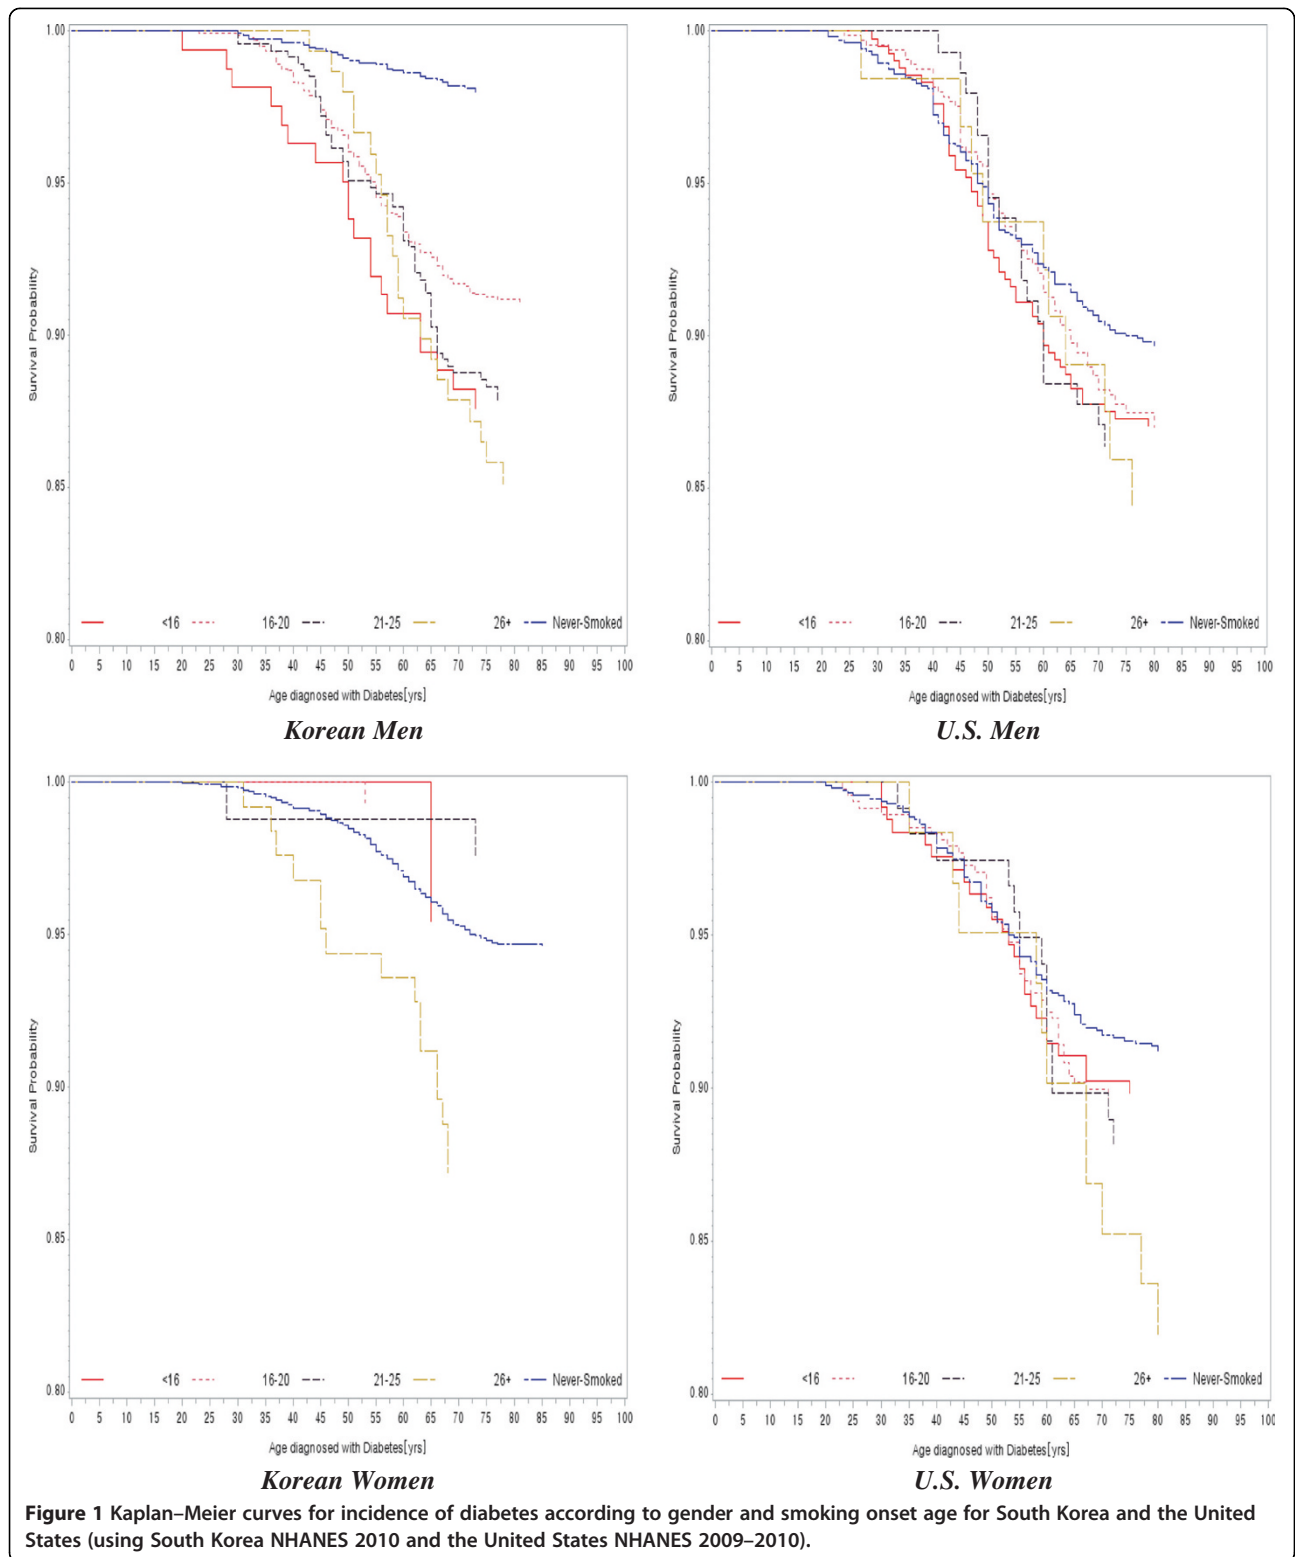 1.00
0.95
0.90
0.85
0.80
Survival Probability
<16 16-20 21-25 26+ Never-Smoked
0 5 10 15 20 25 30 35 40 45 50 55 60 65 70 75 80 85 90 95 100
Age diagnosed with Diabetes[yrs]
Korean Men
1.00
0.95
0.90
0.85
0.80
Survival Probability
<16 16-20 21-25 26+ Never-Smoked
0 5 10 15 20 25 30 35 40 45 50 55 60 65 70 75 80 85 90 95 100
Age diagnosed with Diabetes[yrs]
U.S. Men
1.00
0.95
0.90
0.85
0.80
Survival Probability
<16 16-20 21-25 26+ Never-Smoked
0 5 10 15 20 25 30 35 40 45 50 55 60 65 70 75 80 85 90 95 100
Age diagnosed with Diabetes[yrs]
Korean Women
1.00
0.95
0.90
0.85
0.80
Survival Probability
<16 16-20 21-25 26+ Never-Smoked
0 5 10 15 20 25 30 35 40 45 50 55 60 65 70 75 80 85 90 95 100
Age diagnosed with Diabetes[yrs]
U.S. Women
Figure 1 Kaplan–Meier curves for incidence of diabetes according to gender and smoking onset age for South Korea and the United
States (using South Korea NHANES 2010 and the United States NHANES 2009–2010).